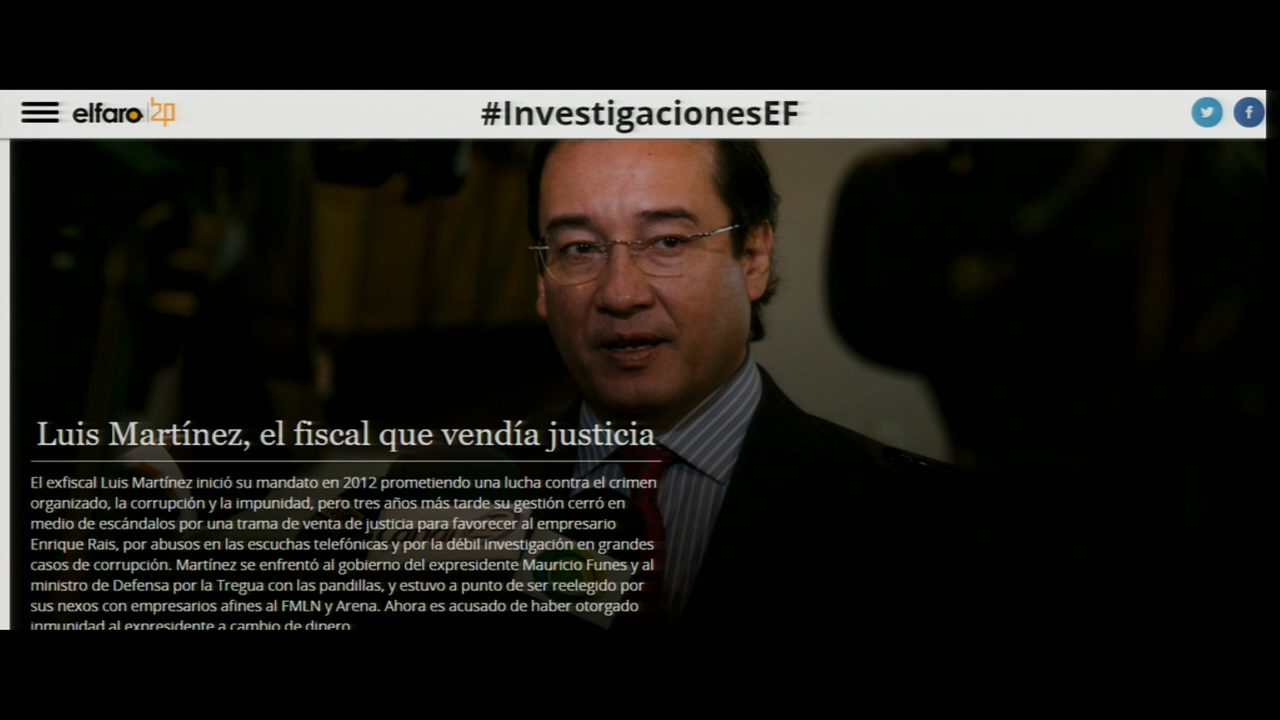 elfaro 20
#InvestigacionesEF
Luis Martínez, el fiscal que vendía justicia
El exfiscal Luis Martínez inició su mandato en 2012 prometiendo una lucha contra el crimen
organizado, la corrupción y la impunidad, pero tres años más tarde su gestión cerró en
medio de escándalos por una trama de venta de justicia para favorecer al empresario
Enrique Rais, por abusos en las escuchas telefónicas y por la débil investigación en grandes
casos de corrupción. Martínez se enfrentó al gobierno del expresidente Mauricio Funes y al
ministro de Defensa por la Tregua con las pandillas, y estuvo a punto de ser reelegido por
sus nexos con empresarios afines al FMLN y Arena. Ahora es acusado de haber otorgado
inmunidad al expresidente a cambio de dinero